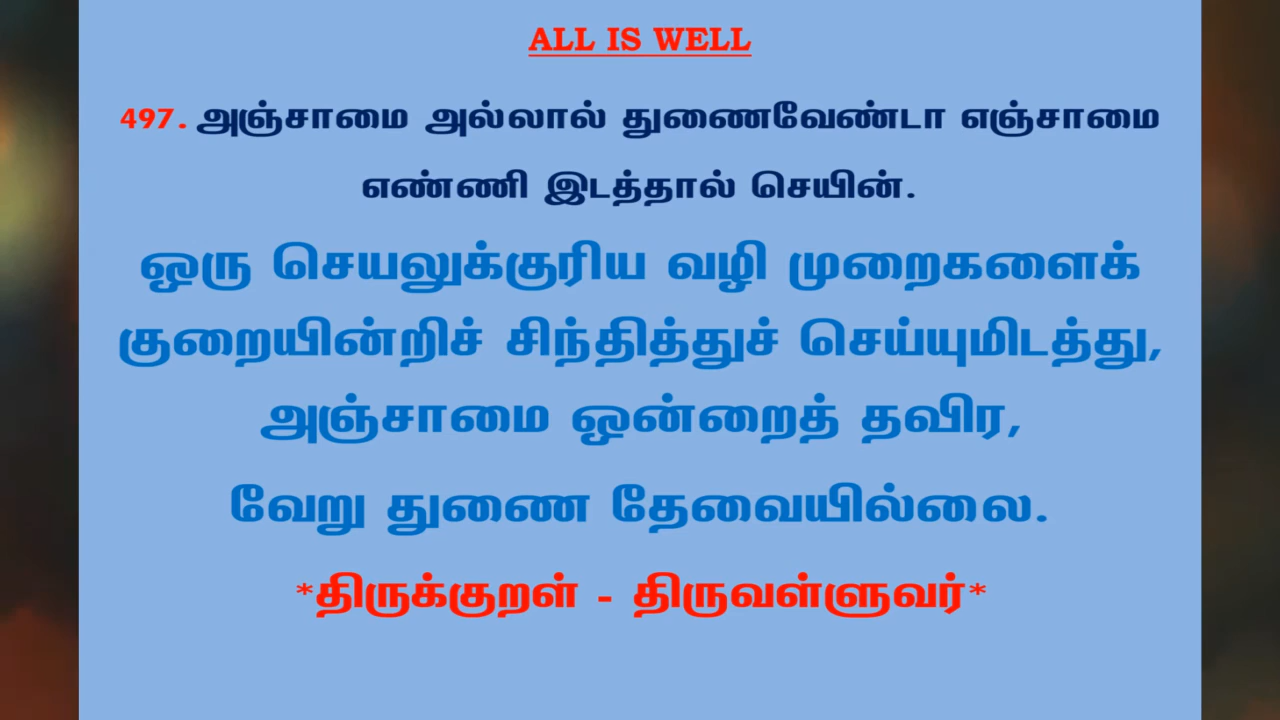 ALL IS WELL
497. அஞ்சாமை அல்லால் துணைவேண்டா எஞ்சாமை
எண்ணி இடத்தால் செயின்.
ஒரு செயலுக்குரிய வழி முறைகளைக்
குறையின்றிச் சிந்தித்துச் செய்யுமிடத்து,
அஞ்சாமை ஒன்றைத் தவிர,
வேறு துணை தேவையில்லை.
*திருக்குறள் - திருவள்ளுவர்*